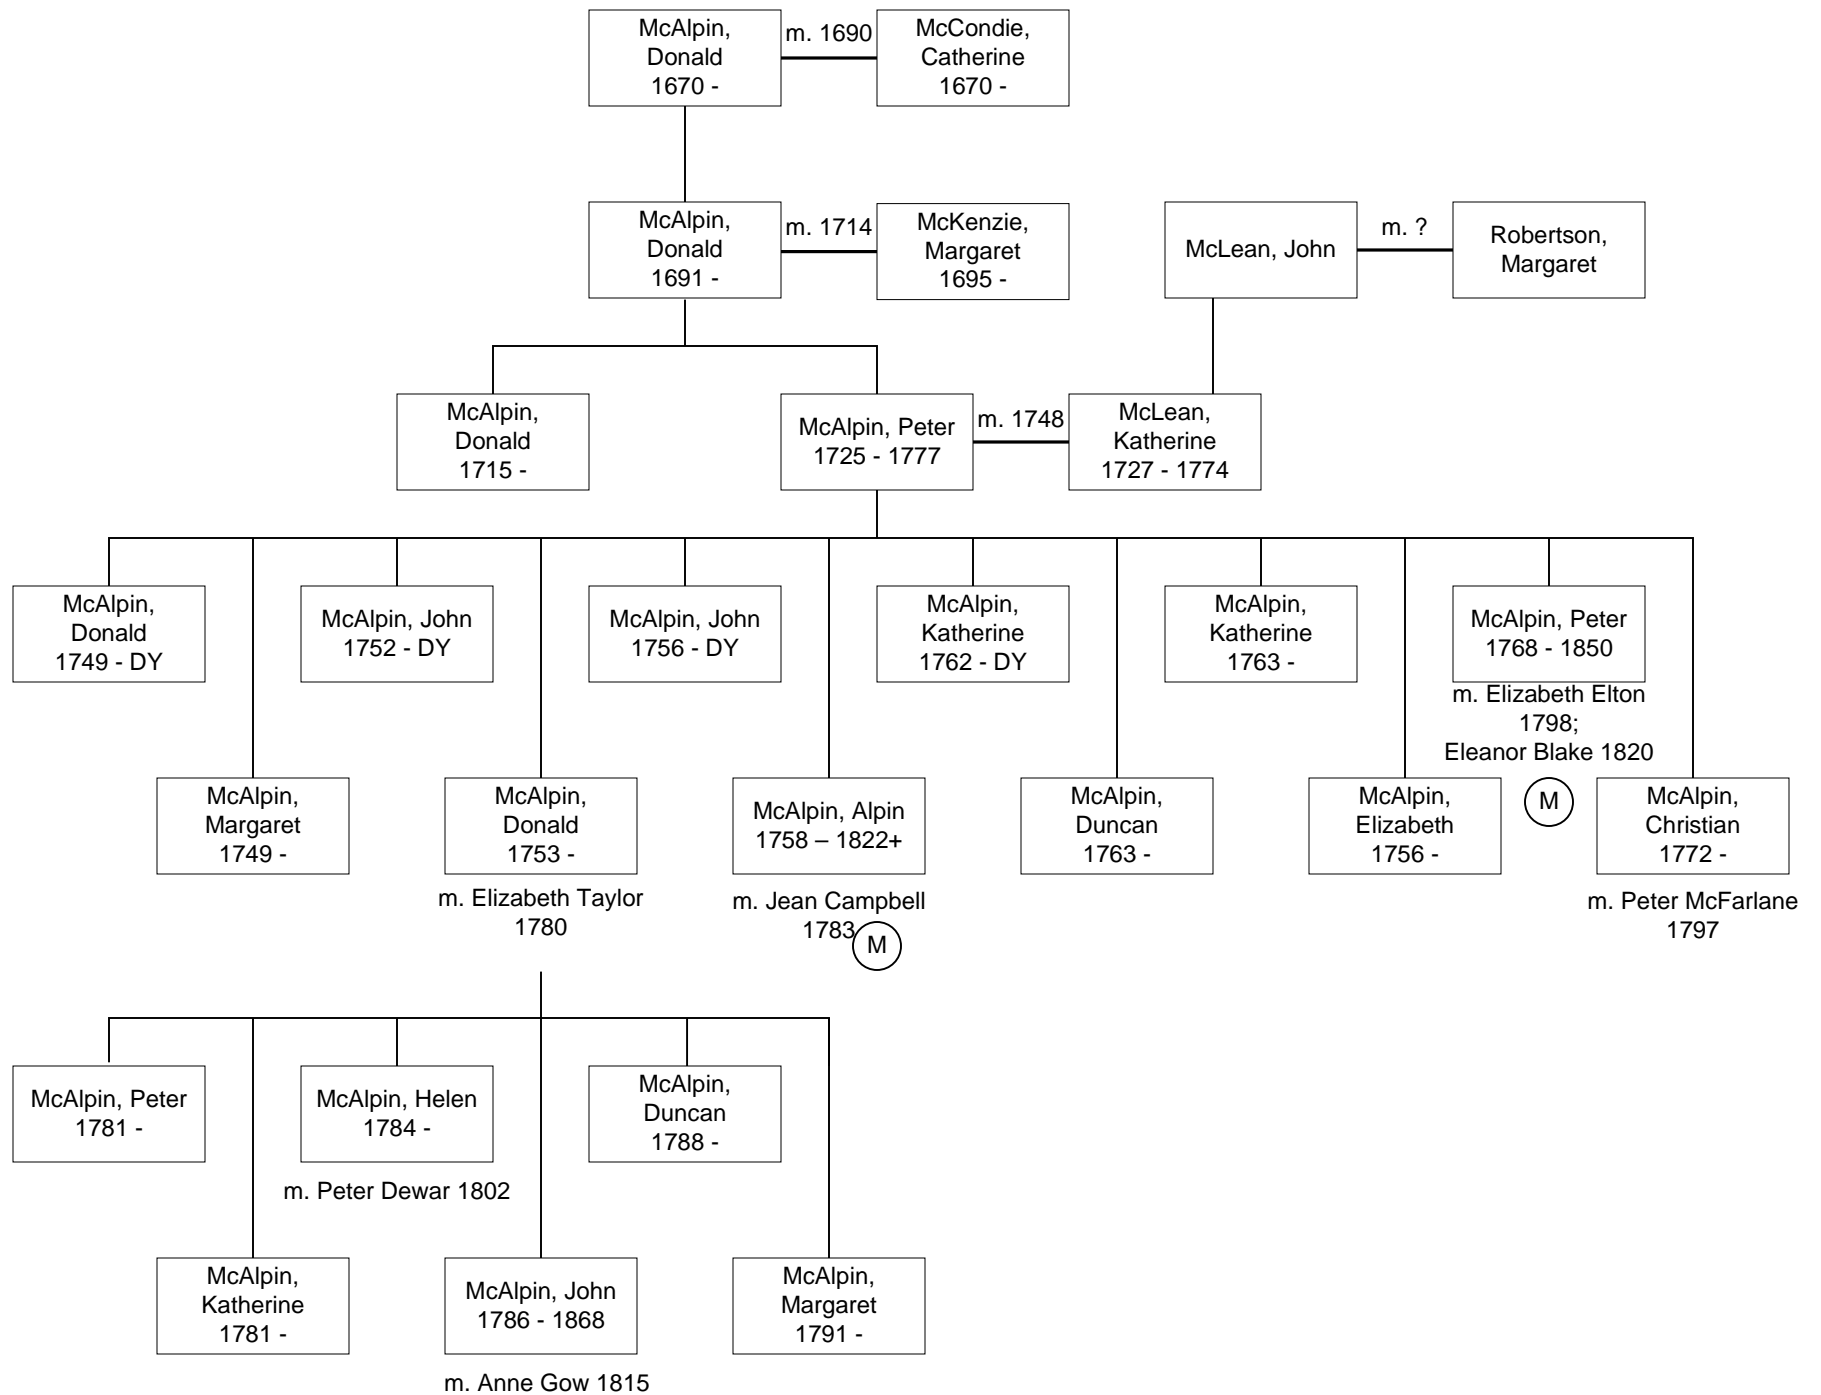 McAlpin,
Donald
1670 -
m. 1690
McCondie,
Catherine
1670 -
McAlpin,
Donald
1691 -
m. 1714
McKenzie,
Margaret
1695 -
McLean, John
m. ?
Robertson,
Margaret
McAlpin,
Donald
1715 -
McAlpin, Peter
1725 - 1777
m. 1748
McLean,
Katherine
1727 - 1774
McAlpin,
Donald
1749 - DY
McAlpin, John
1752 - DY
McAlpin, John
1756 - DY
McAlpin,
Katherine
1762 - DY
McAlpin,
Katherine
1763 -
McAlpin, Peter
1768 - 1850
m. Elizabeth Elton
1798;
Eleanor Blake 1820
M
McAlpin,
Margaret
1749 -
McAlpin,
Donald
1753 -
m. Elizabeth Taylor
1780
McAlpin, Alpin
1758 – 1822+
m. Jean Campbell
1783
M
McAlpin,
Duncan
1763 -
McAlpin,
Elizabeth
1756 -
McAlpin,
Christian
1772 -
m. Peter McFarlane
1797
McAlpin, Peter
1781 -
McAlpin, Helen
1784 -
m. Peter Dewar 1802
McAlpin,
Duncan
1788 -
McAlpin,
Katherine
1781 -
McAlpin, John
1786 - 1868
m. Anne Gow 1815
McAlpin,
Margaret
1791 -